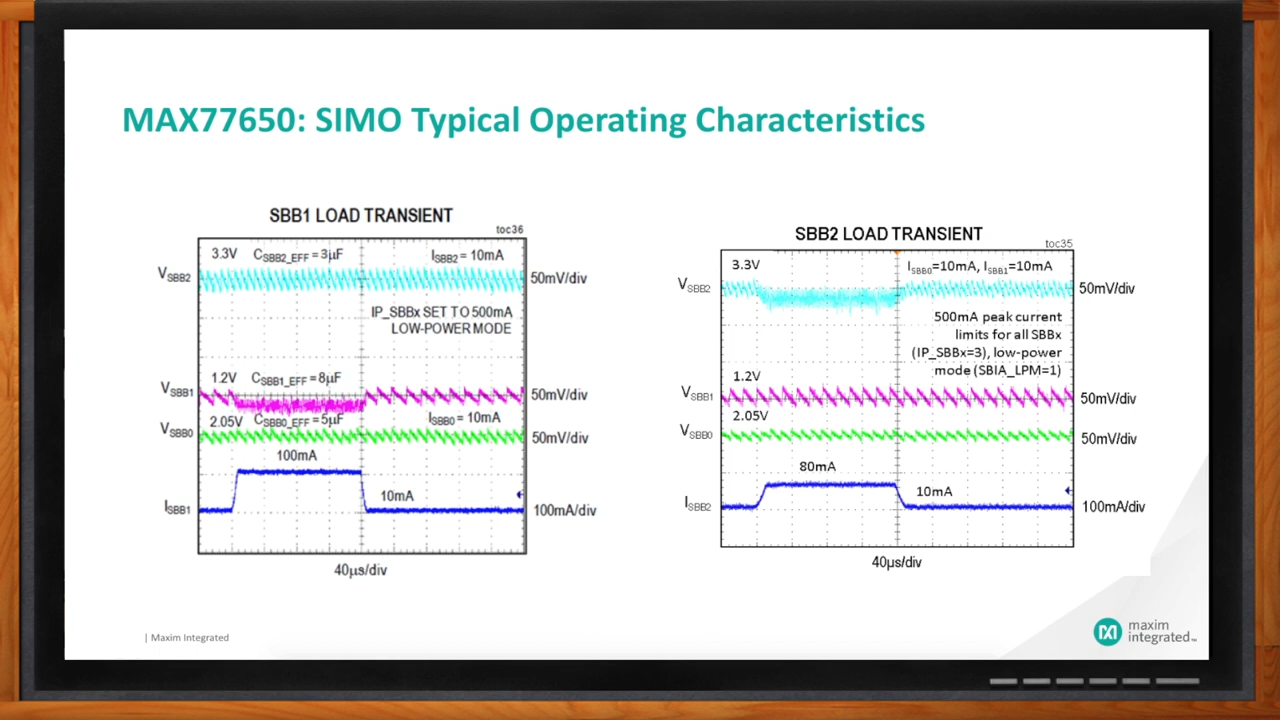 MAX77650: SIMO Typical Operating Characteristics
SBB1 LOAD TRANSIENT
toc36
3.3V CSBB2_EFF = 3µF ISBB2 = 10mA
VSBB2 50mV/div
IP_SBBx SET TO 500mA
LOW-POWER MODE
1.2V CSBB1_EFF = 8µF
VSBB1 50mV/div
2.05V CSBB0_EFF = 5µF ISBB0 = 10mA
VSBB0 50mV/div
100mA
10mA
ISBB1 100mA/div
40µs/div
SBB2 LOAD TRANSIENT
toc35
3.3V ISBB0=10mA, ISBB1=10mA
VSBB2 50mV/div
500mA peak current
limits for all SBBx
(IP_SBBx=3), low-power
mode (SBIA_LPM=1)
1.2V
VSBB1 50mV/div
2.05V
VSBB0 50mV/div
80mA
10mA
ISBB2 100mA/div
40µs/div
| Maxim Integrated
maxim
integrated™